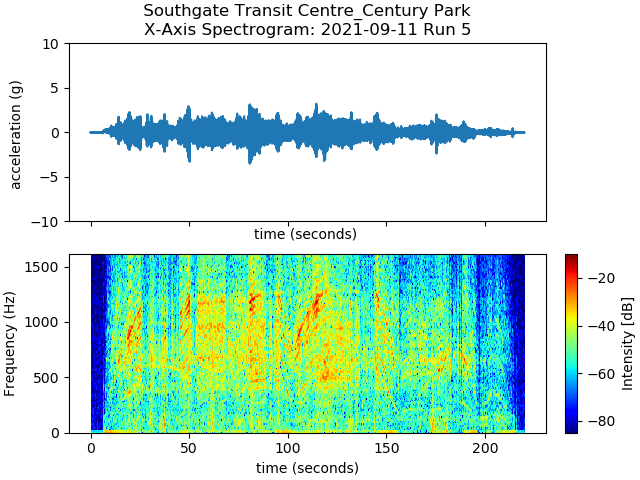 Southgate Transit Centre_Century Park
X-Axis Spectrogram: 2021-09-11 Run 5
10
5
0
−5
−10
acceleration (g)
time (seconds)
1500
1000
500
0
Frequency (Hz)
0 50 100 150 200
time (seconds)
−20
−40
−60
−80
Intensity [dB]